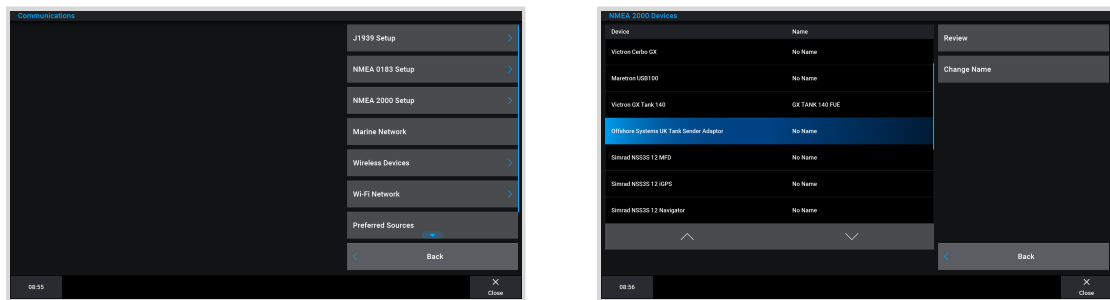 Communications
J1939 Setup
NMEA 0183 Setup
NMEA 2000 Setup
Marine Network
Wireless Devices
Wi-Fi Network
Preferred Sources
Back
08:55
Close
NMEA 2000 Devices
Device Name
Victron Cerbo GX No Name
Maretron USB100 No Name
Victron GX Tank 140 GX TANK 140 FUE
Offshore Systems UK Tank Sender Adaptor No Name
Simrad NSS3S 12 MFD No Name
Simrad NSS3S 12 iGPS No Name
Simrad NSS3S 12 Navigator No Name
Review
Change Name
Back
08:56
Close